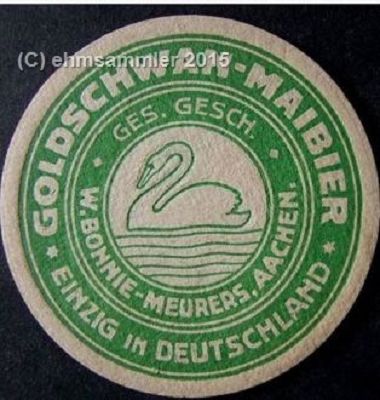 (C) ehmsammler 2015
GOLDSCHWAN-MAIBIER
GES. GESCH.
W. BONNIE-MEURERS, AACHEN.
EINZIG IN DEUTSCHLAND